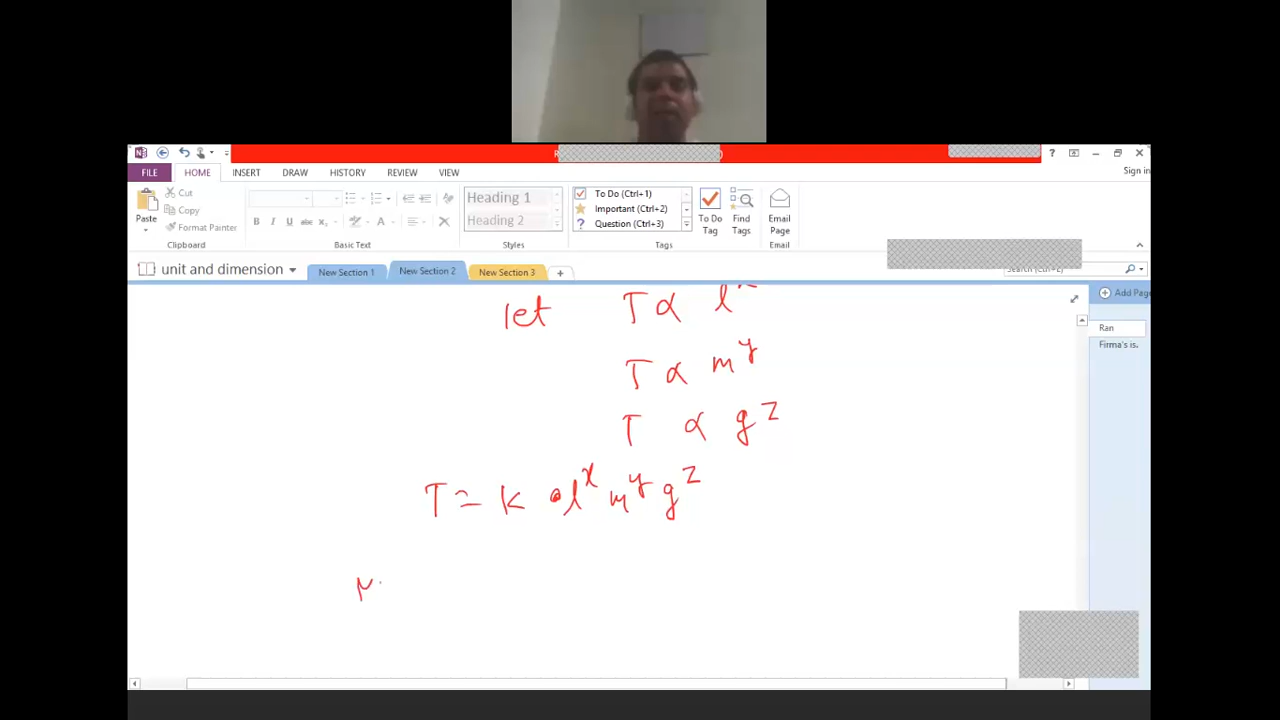 FILE HOME INSERT DRAW HISTORY REVIEW VIEW Sign in
Cut
Copy
Format Painter
Paste
Clipboard
B I U abc
Basic Text
Heading 1
Heading 2
Styles
To Do (Ctrl+1)
Important (Ctrl+2)
Question (Ctrl+3)
Tags
To Do Tag
Find Tags
Email Page
Email
unit and dimension New Section 1 New Section 2 New Section 3
Add Page
Ran
Firma's is.
let T ∝ l^x
T ∝ m^y
T ∝ g^z
T = K l^x m^y g^z